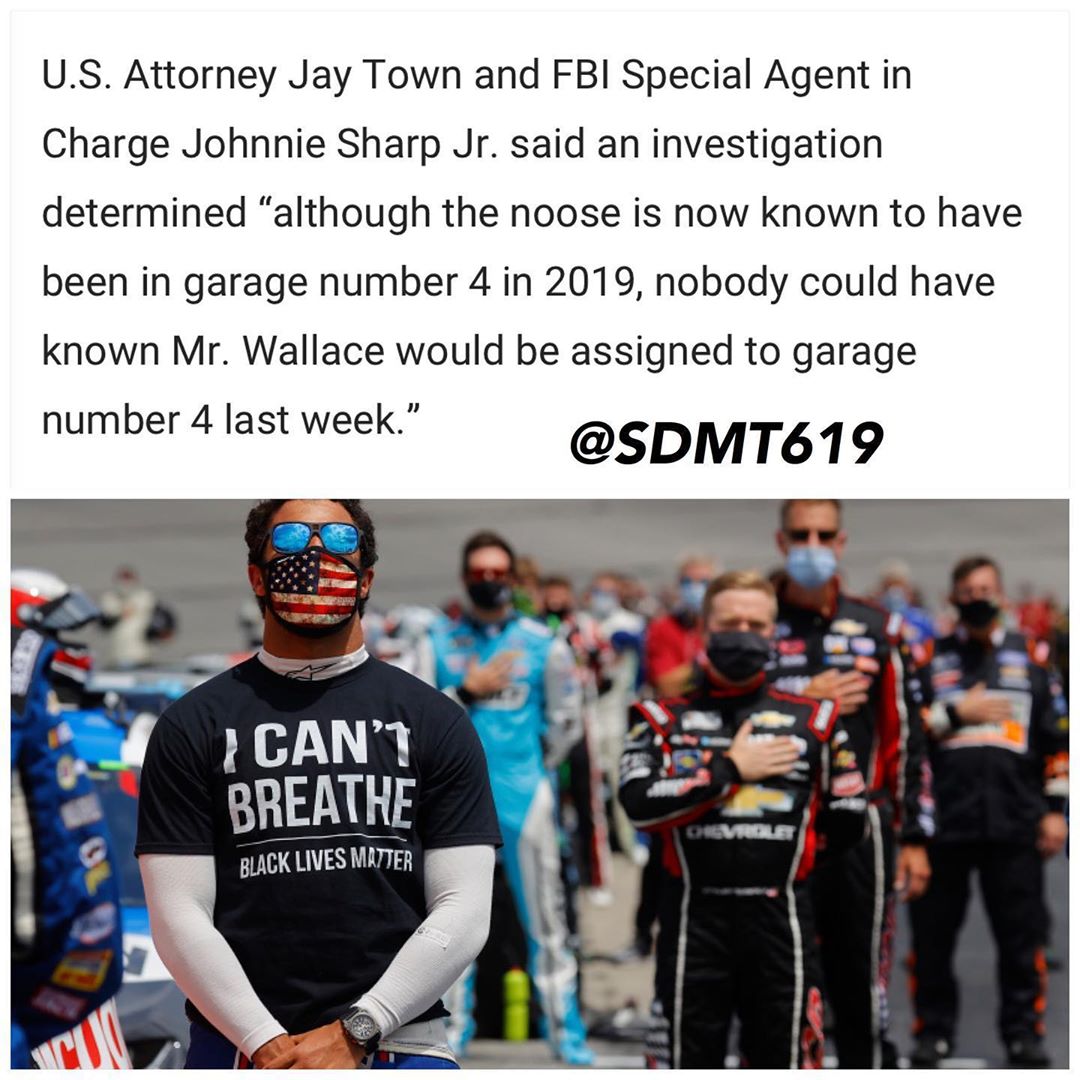 U.S. Attorney Jay Town and FBI Special Agent in
Charge Johnnie Sharp Jr. said an investigation
determined “although the noose is now known to have
been in garage number 4 in 2019, nobody could have
known Mr. Wallace would be assigned to garage
number 4 last week.”
@SDMT619
I CAN'T
BREATHE
BLACK LIVES MATTER
CHEVROLET